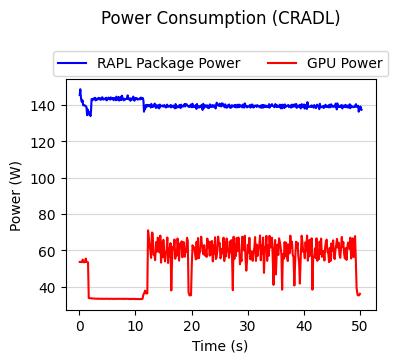 Power Consumption (CRADL)
RAPL Package Power GPU Power
140
120
100
80
60
40
Power (W)
0 10 20 30 40 50
Time (s)